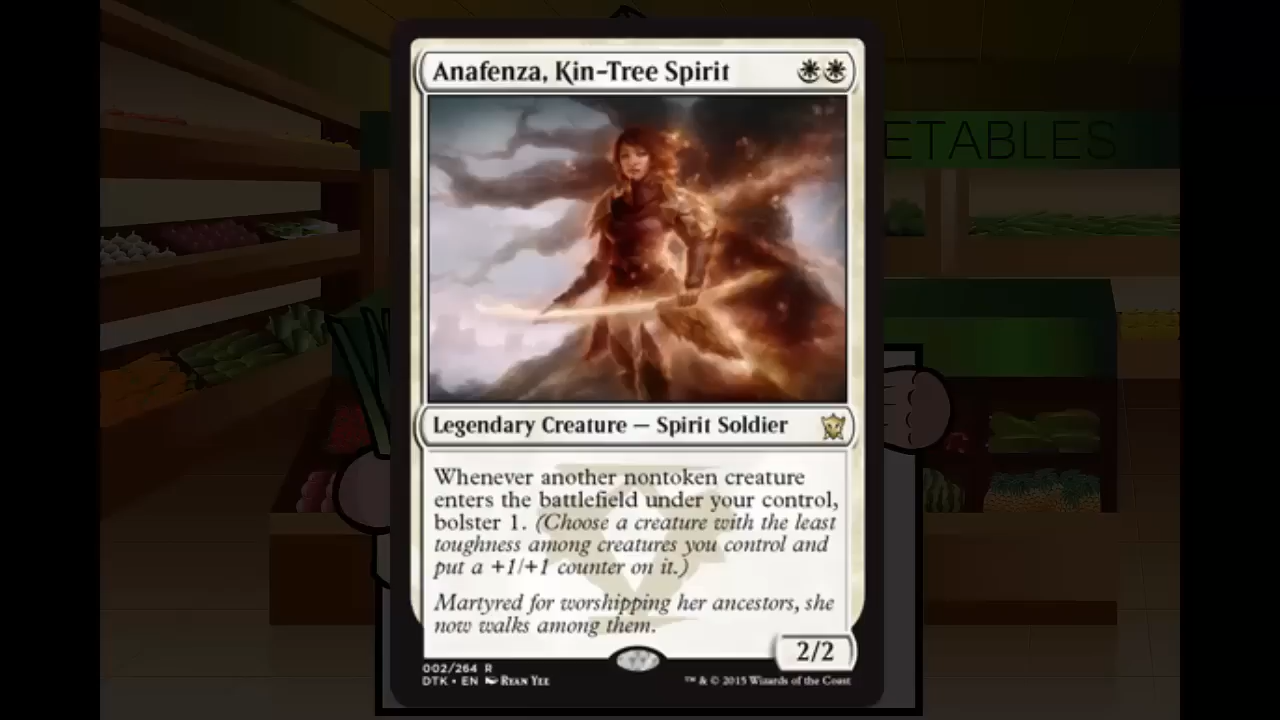 Anafenza, Kin-Tree Spirit
ETABLES
Legendary Creature — Spirit Soldier
Whenever another nontoken creature
enters the battlefield under your control,
bolster 1. (Choose a creature with the least
toughness among creatures you control and
put a +1/+1 counter on it.)
Martyred for worshipping her ancestors, she
now walks among them.
2/2
002/264 R
DTK • EN Ryan Yee
™ & © 2015 Wizards of the Coast